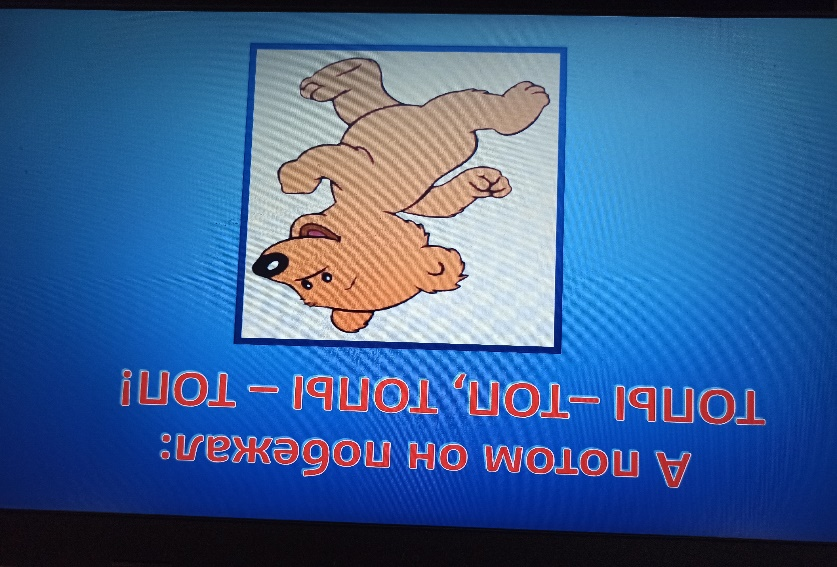 А потом он побежал:
топы –топ, топы – топ!